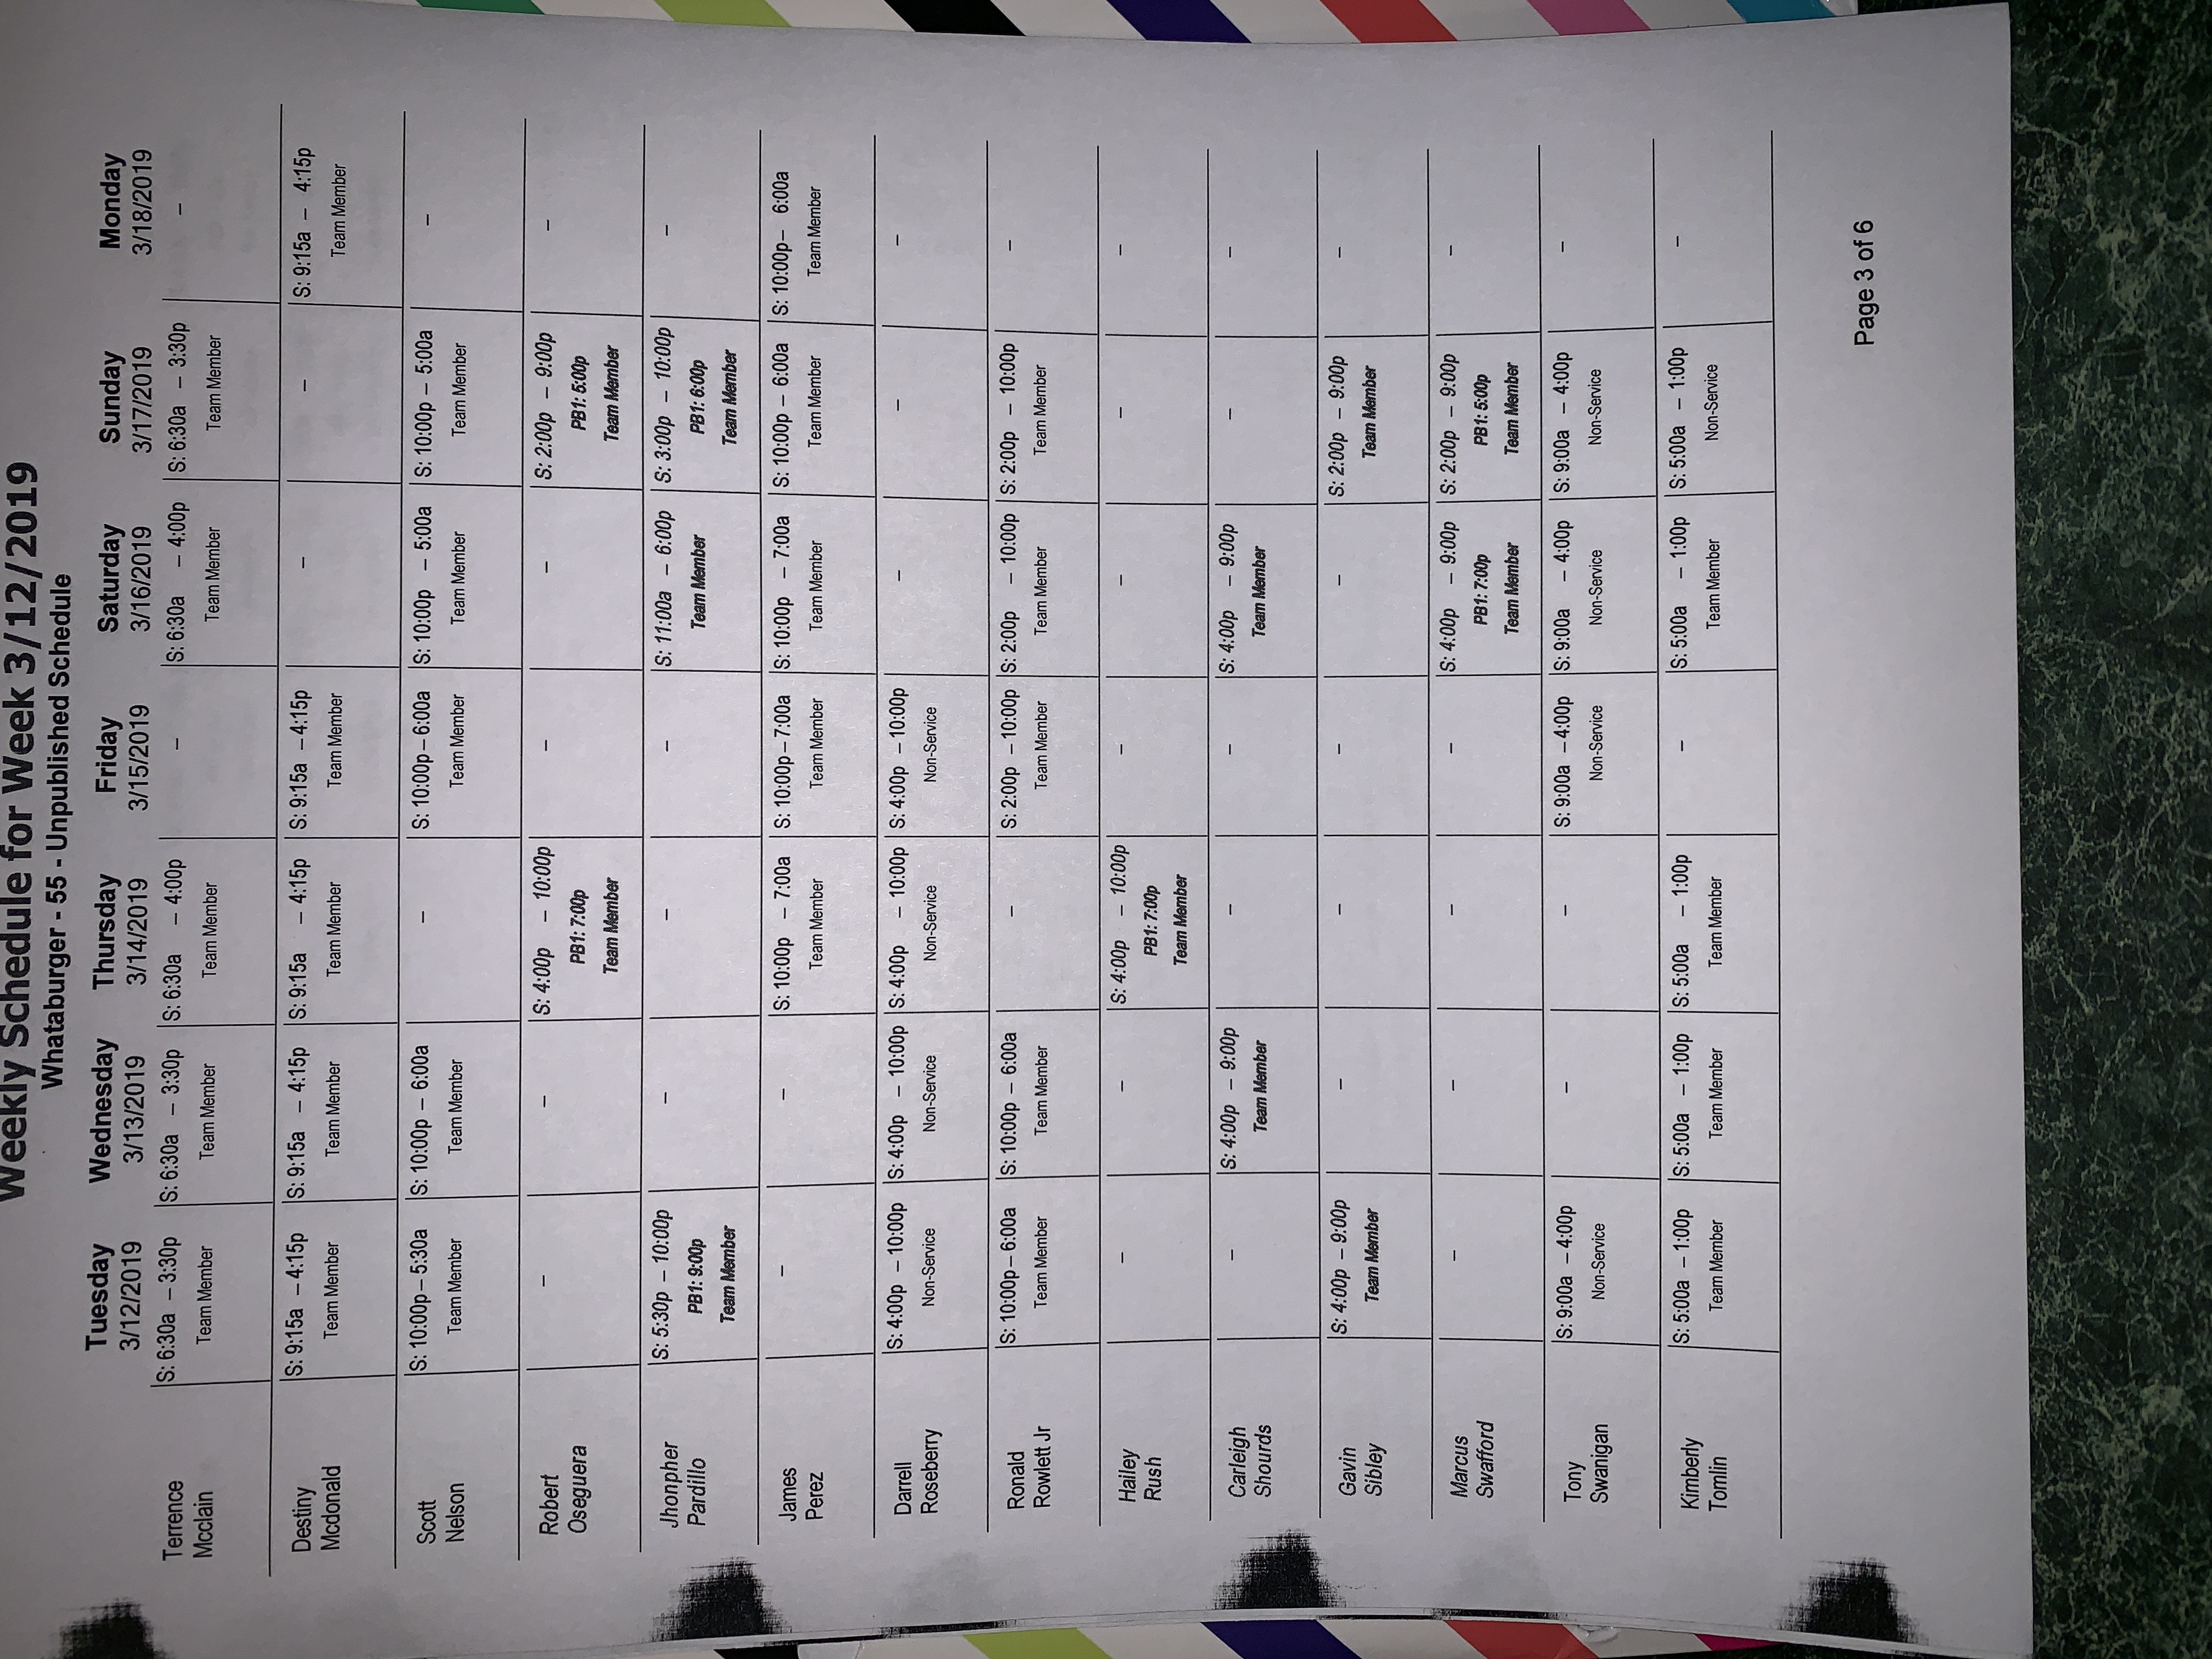 Weekly Schedule for Week 3/12/2019
Whataburger - 55 - Unpublished Schedule
Tuesday Wednesday Thursday Friday Saturday Sunday Monday
3/12/2019 3/13/2019 3/14/2019 3/15/2019 3/16/2019 3/17/2019 3/18/2019
Terrence S: 6:30a – 3:30p S: 6:30a – 3:30p S: 6:30a – 4:00p – S: 6:30a – 4:00p S: 6:30a – 3:30p –
Mcclain Team Member Team Member Team Member Team Member Team Member
Destiny S: 9:15a – 4:15p S: 9:15a – 4:15p S: 9:15a – 4:15p S: 9:15a – 4:15p – – S: 9:15a – 4:15p
Mcdonald Team Member Team Member Team Member Team Member Team Member
Scott S: 10:00p – 5:30a S: 10:00p – 6:00a – S: 10:00p – 6:00a S: 10:00p – 5:00a S: 10:00p – 5:00a –
Nelson Team Member Team Member Team Member Team Member Team Member
Robert – – S: 4:00p – 10:00p – – S: 2:00p – 9:00p –
Oseguera PB1: 7:00p PB1: 5:00p
Team Member Team Member
Jhonpher S: 5:30p – 10:00p – – – S: 11:00a – 6:00p S: 3:00p – 10:00p –
Pardillo PB1: 9:00p Team Member PB1: 6:00p
Team Member Team Member
James – – S: 10:00p – 7:00a S: 10:00p – 7:00a S: 10:00p – 7:00a S: 10:00p – 6:00a S: 10:00p – 6:00a
Perez Team Member Team Member Team Member Team Member Team Member
Darrell S: 4:00p – 10:00p S: 4:00p – 10:00p S: 4:00p – 10:00p S: 4:00p – 10:00p – – –
Roseberry Non-Service Non-Service Non-Service Non-Service
Ronald S: 10:00p – 6:00a S: 10:00p – 6:00a – S: 2:00p – 10:00p S: 2:00p – 10:00p S: 2:00p – 10:00p –
Rowlett Jr Team Member Team Member Team Member Team Member Team Member
Hailey – – S: 4:00p – 10:00p – – – –
Rush PB1: 7:00p
Team Member
Carleigh – S: 4:00p – 9:00p – – S: 4:00p – 9:00p – –
Shourds Team Member Team Member
Gavin S: 4:00p – 9:00p – – – – S: 2:00p – 9:00p –
Sibley Team Member Team Member
Marcus – – – – S: 4:00p – 9:00p S: 2:00p – 9:00p –
Swafford PB1: 7:00p PB1: 5:00p
Team Member Team Member
Tony S: 9:00a – 4:00p – – S: 9:00a – 4:00p S: 9:00a – 4:00p S: 9:00a – 4:00p –
Swanigan Non-Service Non-Service Non-Service Non-Service
Kimberly S: 5:00a – 1:00p S: 5:00a – 1:00p S: 5:00a – 1:00p – S: 5:00a – 1:00p S: 5:00a – 1:00p –
Tomlin Team Member Team Member Team Member Team Member Non-Service
Page 3 of 6